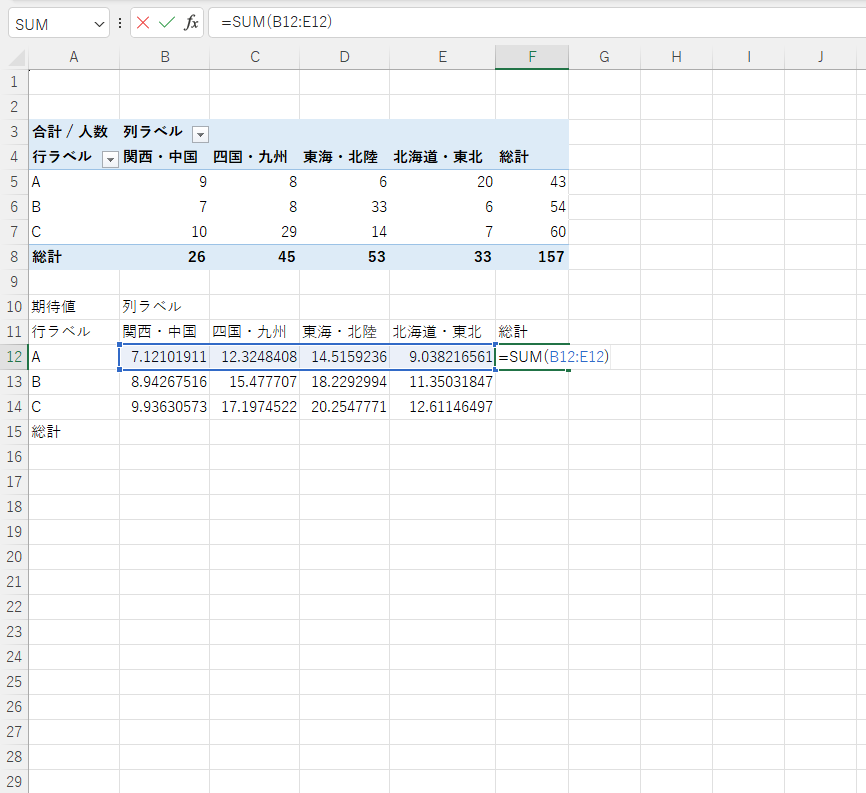 SUM fx =SUM(B12:E12)
A B C D E F G H I J
1
2
3 合計 / 人数 列ラベル
4 行ラベル 関西・中国 四国・九州 東海・北陸 北海道・東北 総計
5 A 9 8 6 20 43
6 B 7 8 33 6 54
7 C 10 29 14 7 60
8 総計 26 45 53 33 157
9
10 期待値 列ラベル
11 行ラベル 関西・中国 四国・九州 東海・北陸 北海道・東北 総計
12 A 7.12101911 12.3248408 14.5159236 9.038216561 =SUM(B12:E12)
13 B 8.94267516 15.477707 18.2292994 11.35031847
14 C 9.93630573 17.1974522 20.2547771 12.61146497
15 総計
16
17
18
19
20
21
22
23
24
25
26
27
28
29